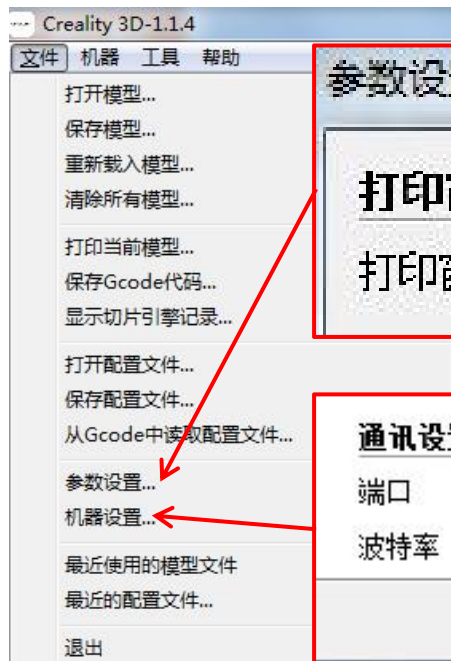 Creality 3D-1.1.4
文件 机器 工具 帮助
打开模型...
保存模型...
重新载入模型...
清除所有模型...
打印当前模型...
保存Gcode代码...
显示切片引擎记录...
打开配置文件...
保存配置文件...
从Gcode中读取配置文件...
参数设置...
机器设置...
最近使用的模型文件
最近的配置文件...
退出
参数设
打印
打印
通讯设
端口
波特率